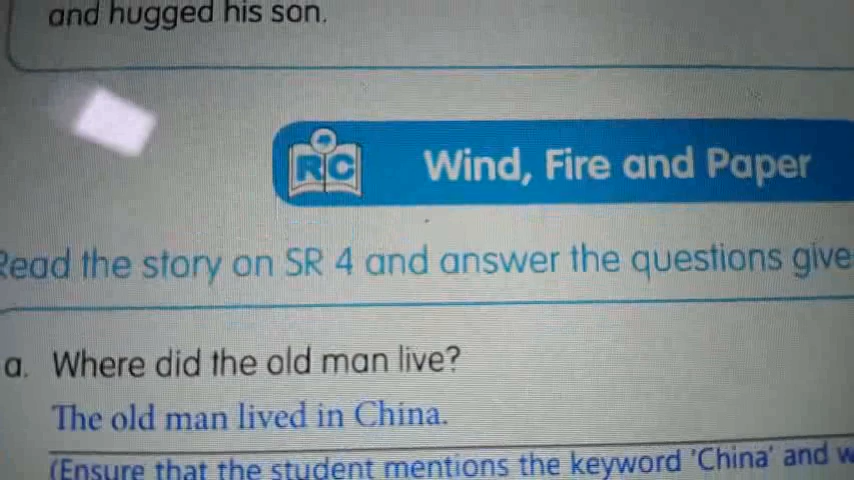 and hugged his son.
RC
Wind, Fire and Paper
Read the story on SR 4 and answer the questions give
a. Where did the old man live?
The old man lived in China.
(Ensure that the student mentions the keyword 'China' and w